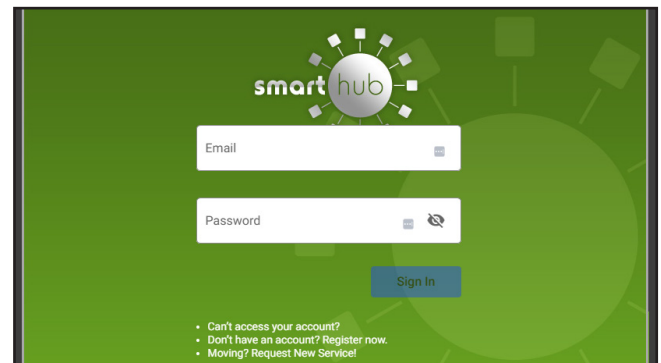 smart hub
Email
Password
Sign In
Can't access your account?
Don't have an account? Register now.
Moving? Request New Service!